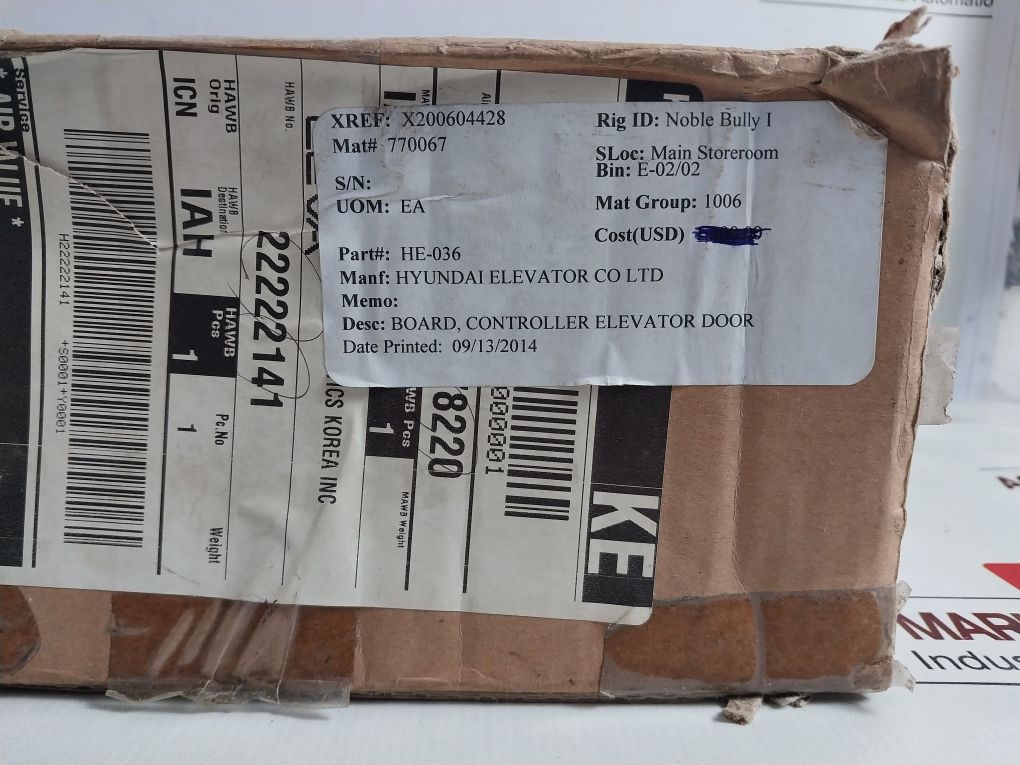 XREF: X200604428
Mat# 770067
S/N:
UOM: EA
Part#: HE-036
Manf: HYUNDAI ELEVATOR CO LTD
Memo:
Desc: BOARD, CONTROLLER ELEVATOR DOOR
Date Printed: 09/13/2014
Rig ID: Noble Bully I
SLoc: Main Storeroom
Bin: E-02/02
Mat Group: 1006
Cost(USD)
Service
H22222141
+S0001+Y0001
HAWB
Orig
ICN
HAWB
Destination
IAH
HAWB
Pcs
1
Pc.No
1
Weight
HAWB No.
22222141
ICS KOREA INC
WB Pcs
1
MAWB Weight
8220
000001
KE
Indus